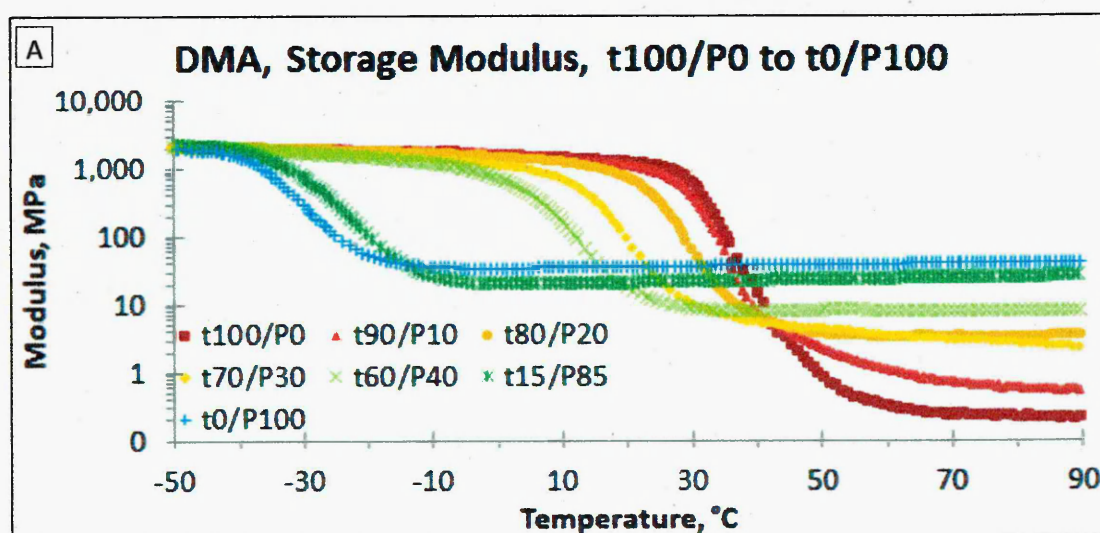 A
DMA, Storage Modulus, t100/P0 to t0/P100
10,000
1,000
100
10
1
0
Modulus, MPa
t100/P0 t90/P10 t80/P20
t70/P30 t60/P40 t15/P85
t0/P100
-50 -30 -10 10 30 50 70 90
Temperature, °C